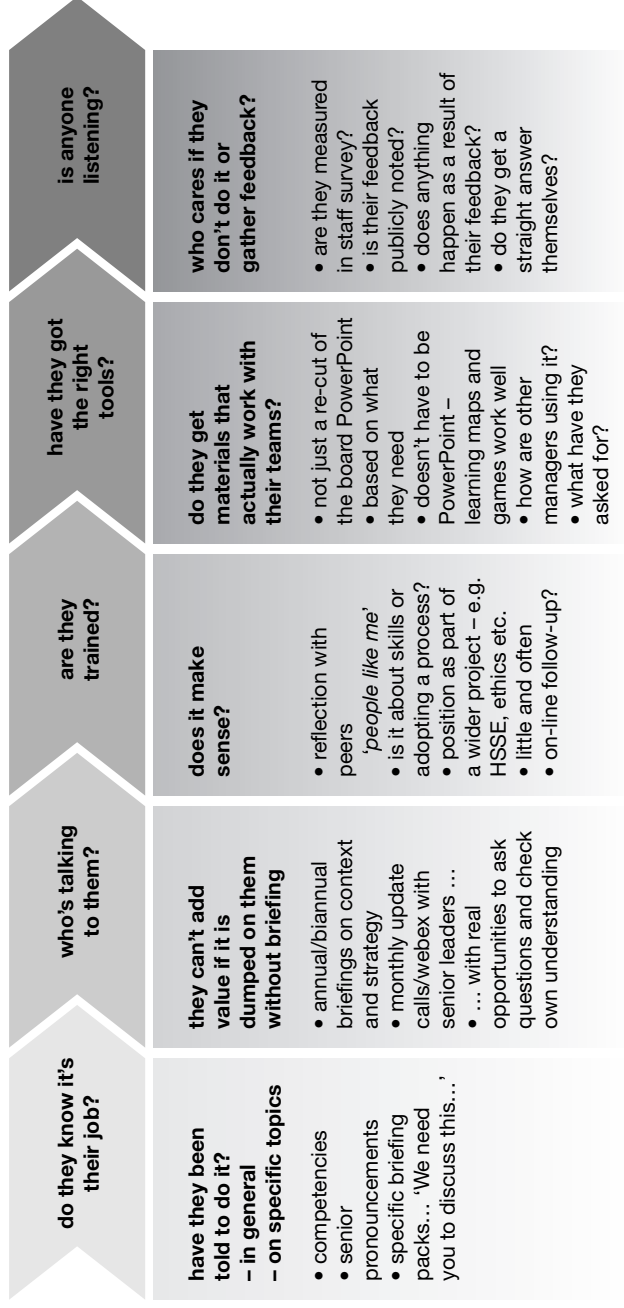 do they know it's
their job?
have they been
told to do it?
– in general
– on specific topics
• competencies
• senior
pronouncements
• specific briefing
packs… ‘We need
you to discuss this…’
who's talking
to them?
they can't add
value if it is
dumped on them
without briefing
• annual/biannual
briefings on context
and strategy
• monthly update
calls/webex with
senior leaders …
• … with real
opportunities to ask
questions and check
own understanding
are they
trained?
does it make
sense?
• reflection with
peers
‘people like me’
• is it about skills or
adopting a process?
• position as part of
a wider project – e.g.
HSSE, ethics etc.
• little and often
• on-line follow-up?
have they got
the right
tools?
do they get
materials that
actually work with
their teams?
• not just a re-cut of
the board PowerPoint
• based on what
they need
• doesn't have to be
PowerPoint –
learning maps and
games work well
• how are other
managers using it?
• what have they
asked for?
is anyone
listening?
who cares if they
don't do it or
gather feedback?
• are they measured
in staff survey?
• is their feedback
publicly noted?
• does anything
happen as a result of
their feedback?
• do they get a
straight answer
themselves?